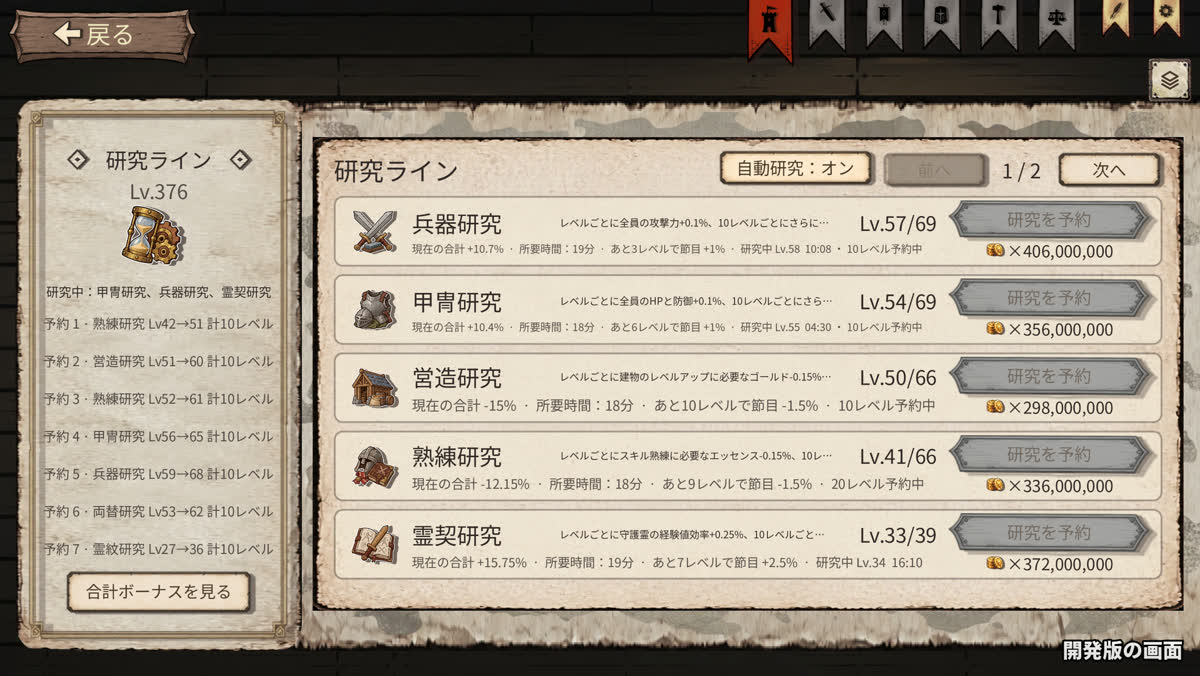 戻る
研究ライン
Lv.376
研究中：甲冑研究、兵器研究、霊契研究
予約 1 · 熟練研究 Lv42→51 計10レベル
予約 2 · 営造研究 Lv51→60 計10レベル
予約 3 · 熟練研究 Lv52→61 計10レベル
予約 4 · 甲冑研究 Lv56→65 計10レベル
予約 5 · 兵器研究 Lv59→68 計10レベル
予約 6 · 両替研究 Lv53→62 計10レベル
予約 7 · 霊紋研究 Lv27→36 計10レベル
合計ボーナスを見る
研究ライン
自動研究：オン
前へ
1 / 2
次へ
兵器研究
レベルごとに全員の攻撃力+0.1%、10レベルごとにさらに…
Lv.57/69
研究を予約
現在の合計 +10.7% · 所要時間：19分 · あと3レベルで節目 +1% · 研究中 Lv.58 10:08 • 10レベル予約中
×406,000,000
甲冑研究
レベルごとに全員のHPと防御+0.1%、10レベルごとにさら…
Lv.54/69
研究を予約
現在の合計 +10.4% · 所要時間：18分 · あと6レベルで節目 +1% · 研究中 Lv.55 04:30 • 10レベル予約中
×356,000,000
営造研究
レベルごとに建物のレベルアップに必要なゴールド-0.15%…
Lv.50/66
研究を予約
現在の合計 -15% · 所要時間：18分 · あと10レベルで節目 -1.5% · 10レベル予約中
×298,000,000
熟練研究
レベルごとにスキル熟練に必要なエッセンス-0.15%、10レ…
Lv.41/66
研究を予約
現在の合計 -12.15% · 所要時間：18分 · あと9レベルで節目 -1.5% · 20レベル予約中
×336,000,000
霊契研究
レベルごとに守護霊の経験値効率+0.25%、10レベルごと…
Lv.33/39
研究を予約
現在の合計 +15.75% · 所要時間：19分 · あと7レベルで節目 +2.5% · 研究中 Lv.34 16:10
×372,000,000
開発版の画面